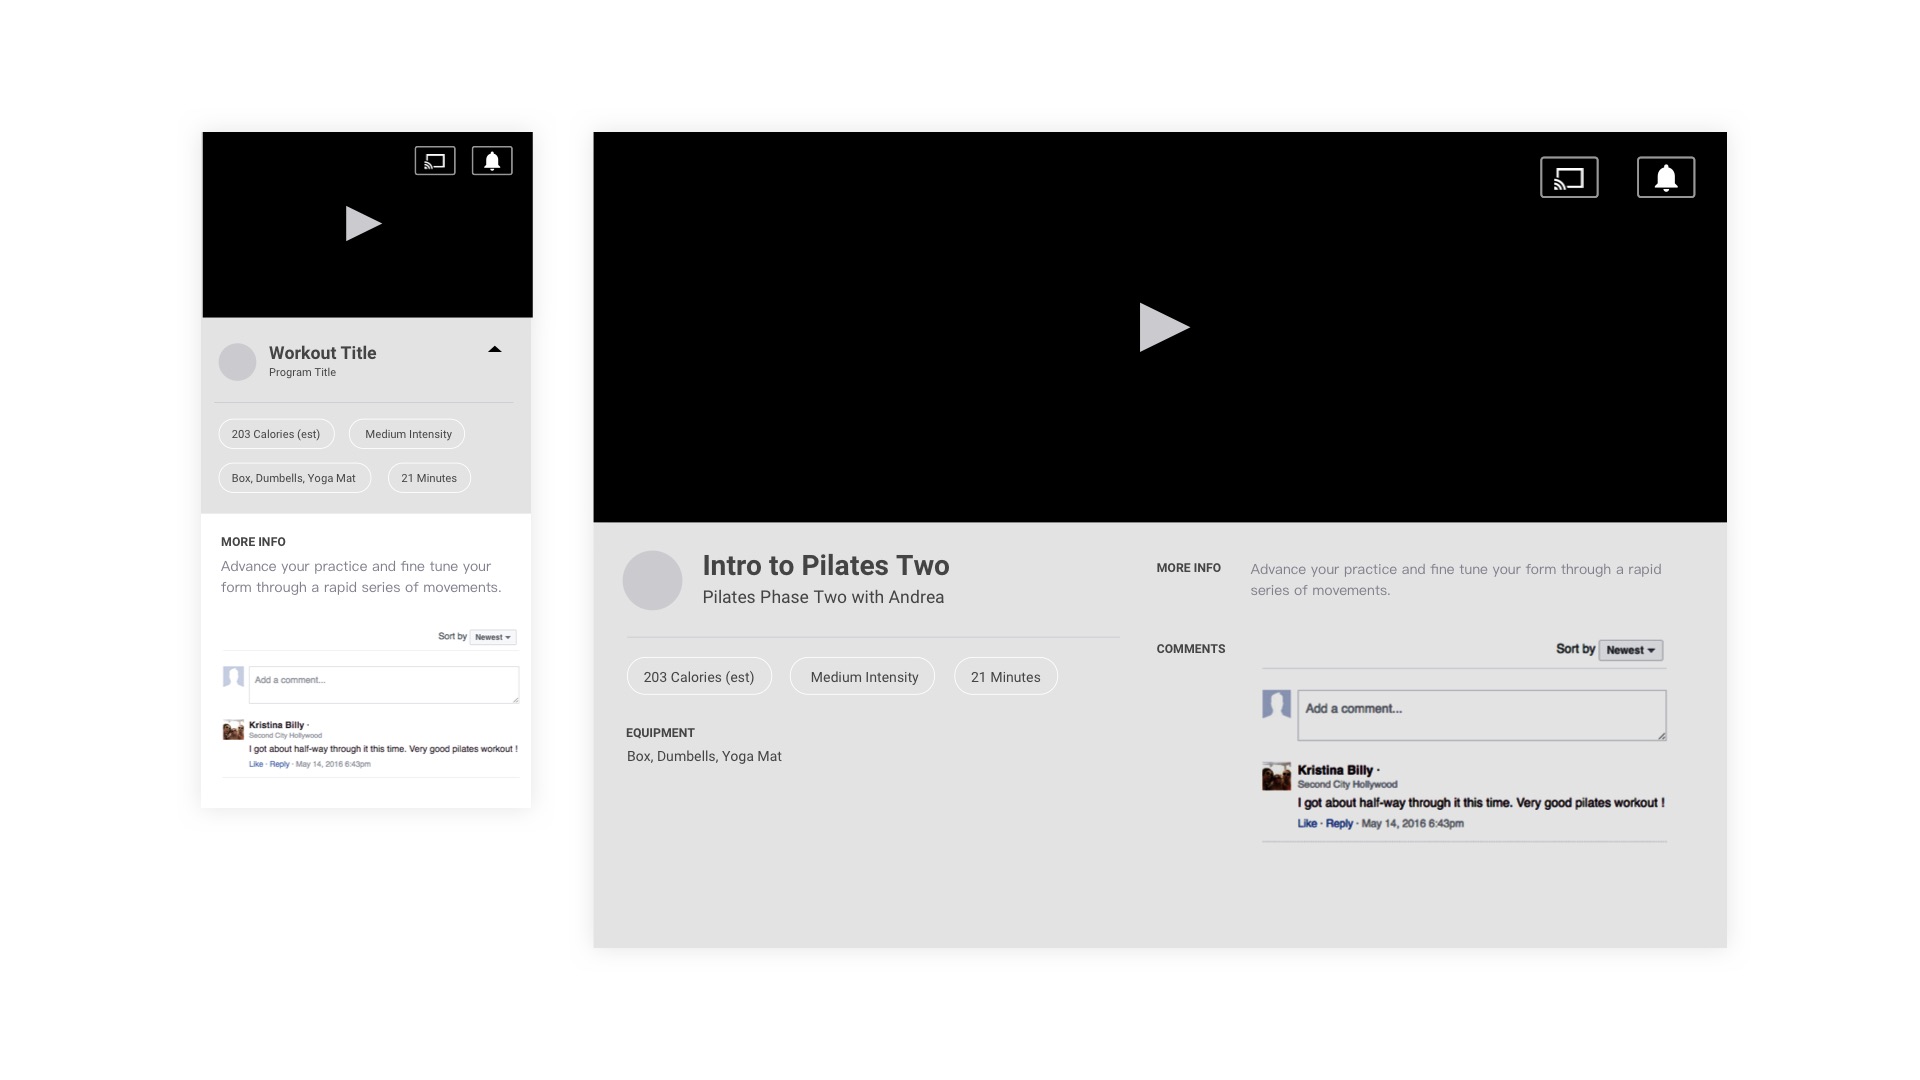 Workout Title
Program Title
203 Calories (est)
Medium Intensity
Box, Dumbells, Yoga Mat
21 Minutes
MORE INFO
Advance your practice and fine tune your
form through a rapid series of movements.
Sort by Newest
Add a comment...
Kristina Billy ·
Second City Hollywood
I got about half-way through it this time. Very good pilates workout !
Like · Reply · May 14, 2016 6:43pm
Intro to Pilates Two
Pilates Phase Two with Andrea
203 Calories (est)
Medium Intensity
21 Minutes
EQUIPMENT
Box, Dumbells, Yoga Mat
MORE INFO
Advance your practice and fine tune your form through a rapid
series of movements.
COMMENTS
Sort by Newest
Add a comment...
Kristina Billy ·
Second City Hollywood
I got about half-way through it this time. Very good pilates workout !
Like · Reply · May 14, 2016 6:43pm